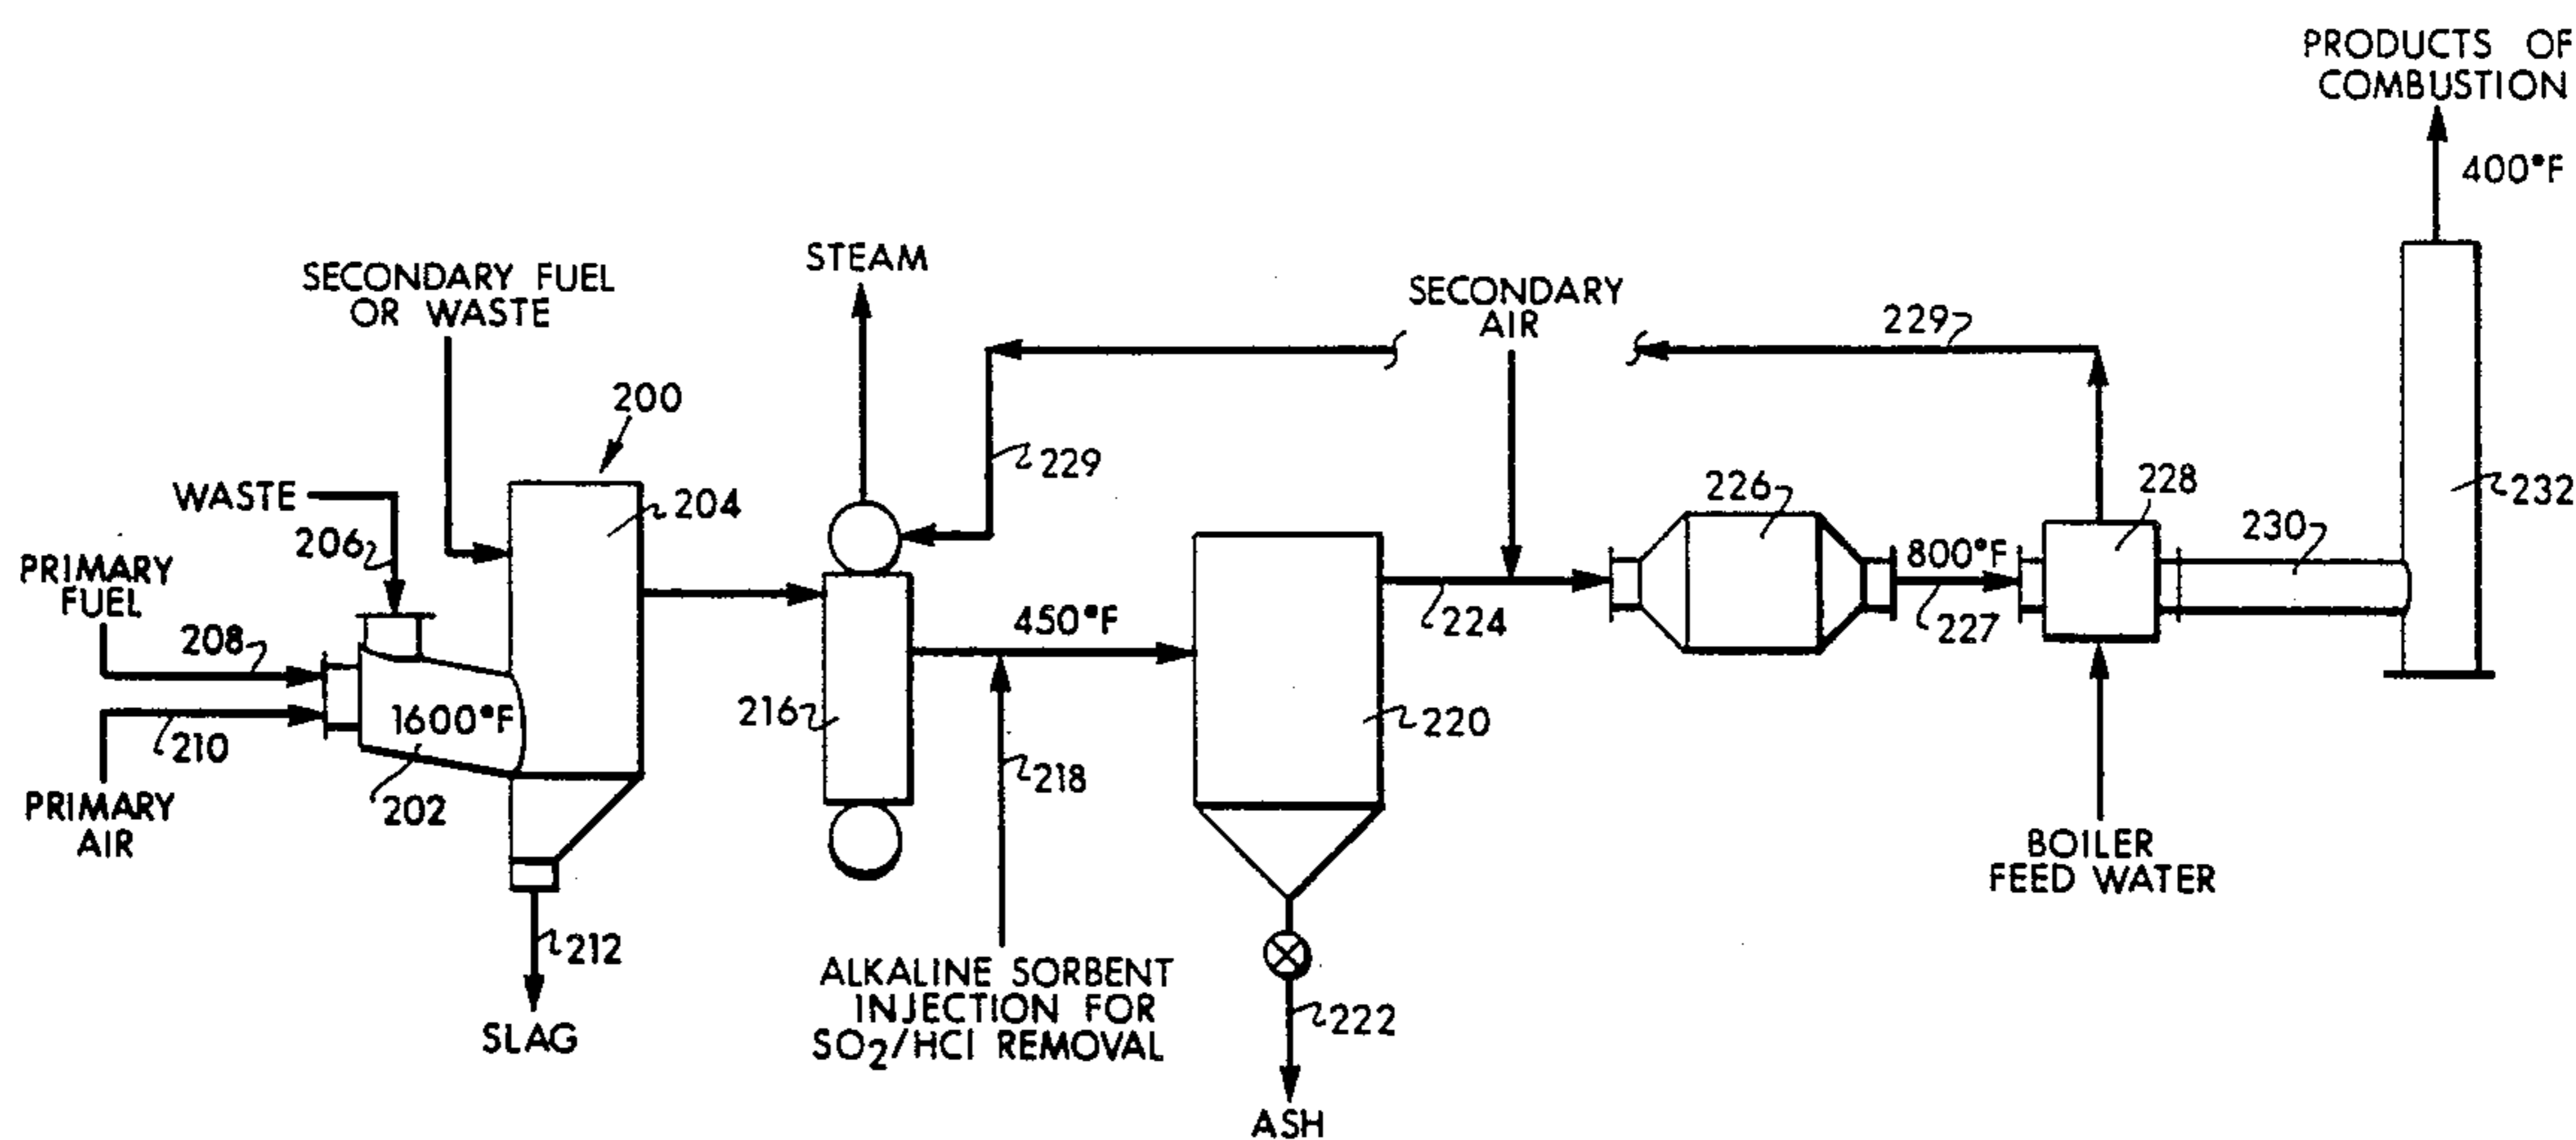 PRODUCTS OF
COMBUSTION
400°F
STEAM
SECONDARY FUEL
OR WASTE
SECONDARY
AIR
229
200
229
WASTE
204
226
228
232
206
230
PRIMARY
FUEL
800°F
208
450°F
224
227
1600°F
216
220
210
218
202
PRIMARY
AIR
BOILER
FEED WATER
212
ALKALINE SORBENT
INJECTION FOR
SO2/HCl REMOVAL
222
SLAG
ASH